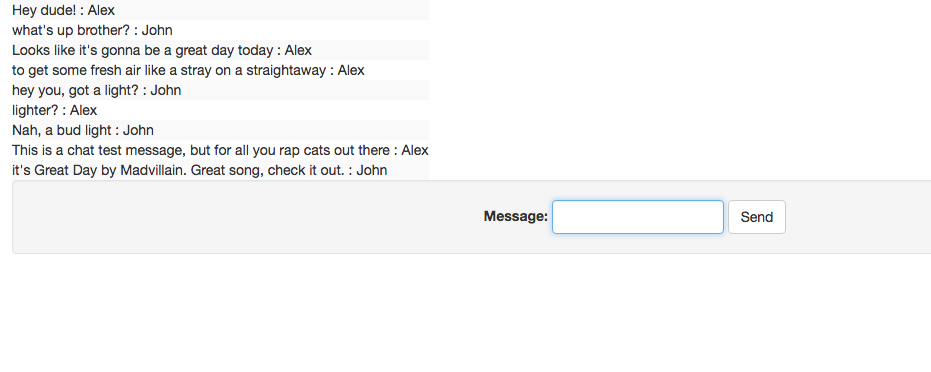 Hey dude! : Alex
what's up brother? : John
Looks like it's gonna be a great day today : Alex
to get some fresh air like a stray on a straightaway : Alex
hey you, got a light? : John
lighter? : Alex
Nah, a bud light : John
This is a chat test message, but for all you rap cats out there : Alex
it's Great Day by Madvillain. Great song, check it out. : John
Message: Send